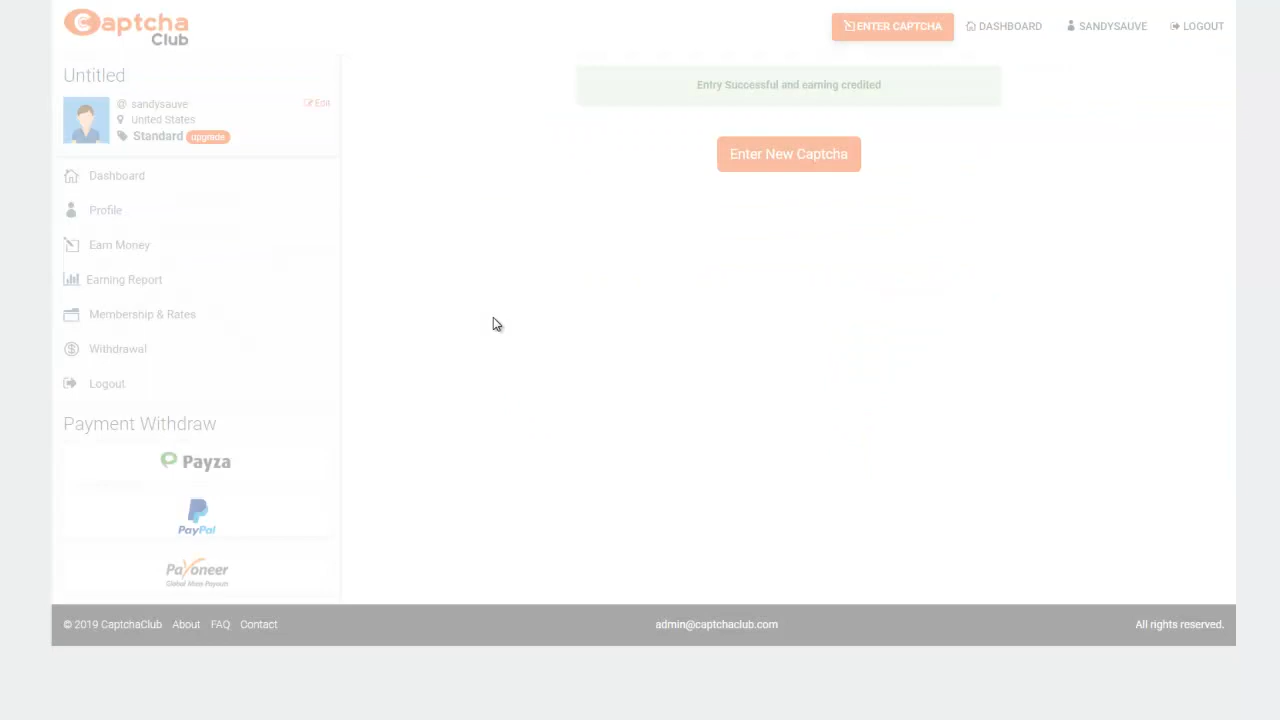 Captcha
Club
ENTER CAPTCHA
DASHBOARD
SANDYSAUVE
LOGOUT
Untitled
@ sandysauve
Edit
United States
Standard upgrade
Dashboard
Profile
Earn Money
Earning Report
Membership & Rates
Withdrawal
Logout
Payment Withdraw
Payza
PayPal
Payoneer
Global Mass Payouts
Entry Successful and earning credited
Enter New Captcha
© 2019 CaptchaClub About FAQ Contact
admin@captchaclub.com
All rights reserved.